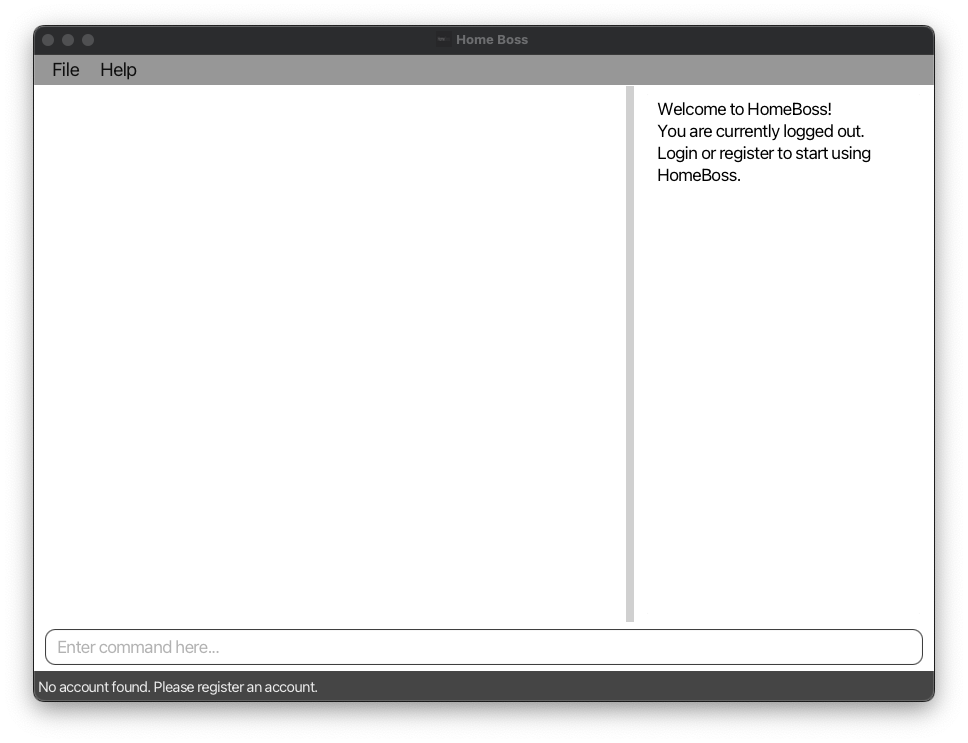 Home Boss
File Help
Welcome to HomeBoss!
You are currently logged out.
Login or register to start using
HomeBoss.
Enter command here...
No account found. Please register an account.